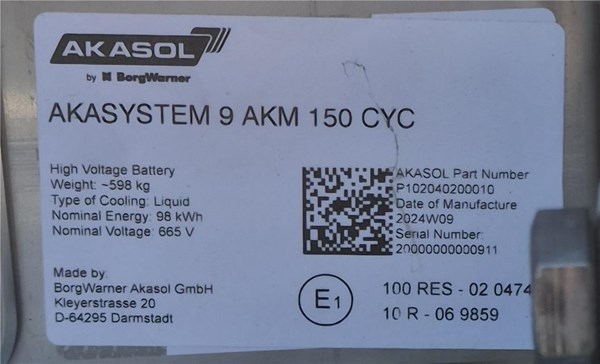 AKASOL
by BorgWarner
AKASYSTEM 9 AKM 150 CYC
High Voltage Battery
Weight: ~598 kg
Type of Cooling: Liquid
Nominal Energy: 98 kWh
Nominal Voltage: 665 V
AKASOL Part Number
P102040200010
Date of Manufacture
2024W09
Serial Number
20000000000911
Made by:
BorgWarner Akasol GmbH
Kleyerstrasse 20
D-64295 Darmstadt
E1
100 RES - 02 0474
10 R - 06 9859